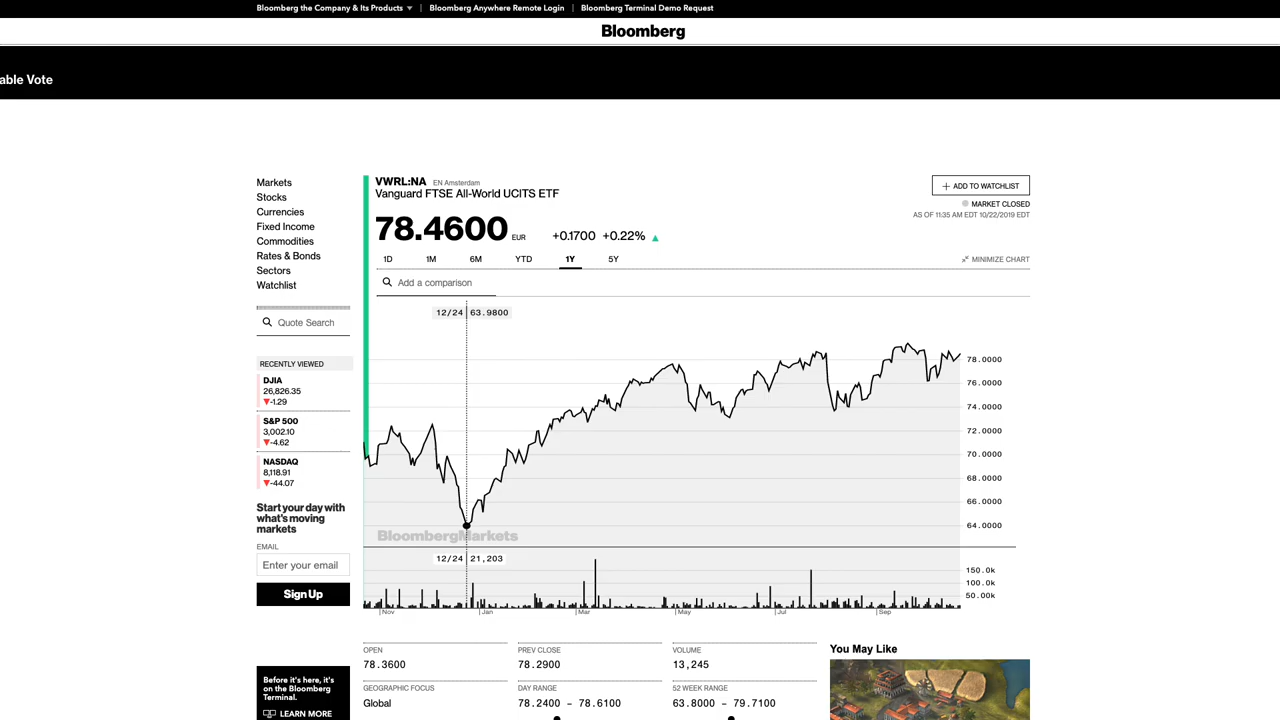 Bloomberg the Company & Its Products
Bloomberg Anywhere Remote Login
Bloomberg Terminal Demo Request
Bloomberg
able Vote
Markets
Stocks
Currencies
Fixed Income
Commodities
Rates & Bonds
Sectors
Watchlist
Quote Search
RECENTLY VIEWED
DJIA
26,826.35
-1.29
S&P 500
3,002.10
-4.62
NASDAQ
8,118.91
-44.07
Start your day with
what's moving
markets
EMAIL
Enter your email
Sign Up
Before it's here, it's
on the Bloomberg
Terminal.
LEARN MORE
VWRL:NA EN Amsterdam
Vanguard FTSE All-World UCITS ETF
78.4600 EUR +0.1700 +0.22%
ADD TO WATCHLIST
MARKET CLOSED
AS OF 11:35 AM EDT 10/22/2019 EDT
1D 1M 6M YTD 1Y 5Y
MINIMIZE CHART
Add a comparison
12/24 63.9800
78.0000
76.0000
74.0000
72.0000
70.0000
68.0000
66.0000
64.0000
BloombergMarkets
12/24 21,203
150.0k
100.0k
50.00k
Nov Jan Mar May Jul Sep
OPEN
78.3600
PREV CLOSE
78.2900
VOLUME
13,245
GEOGRAPHIC FOCUS
Global
DAY RANGE
78.2400 - 78.6100
52 WEEK RANGE
63.8000 - 79.7100
You May Like